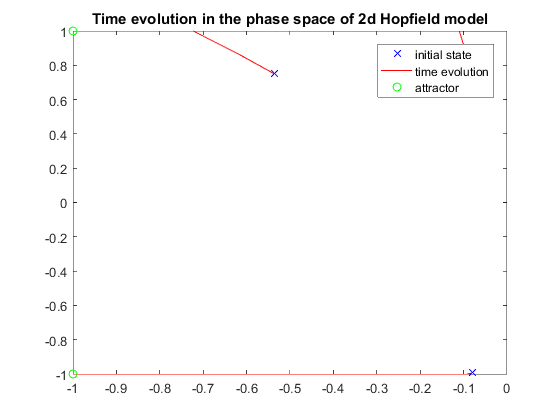 Time evolution in the phase space of 2d Hopfield model
initial state
time evolution
attractor
1
0.8
0.6
0.4
0.2
0
-0.2
-0.4
-0.6
-0.8
-1
-1 -0.9 -0.8 -0.7 -0.6 -0.5 -0.4 -0.3 -0.2 -0.1 0